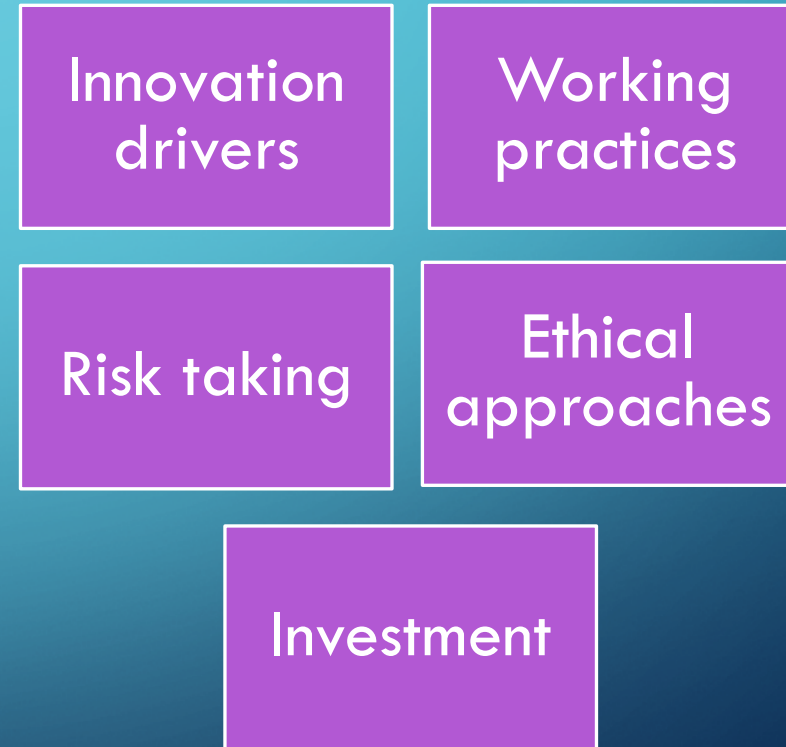 Innovation
drivers
Working
practices
Risk taking
Ethical
approaches
Investment